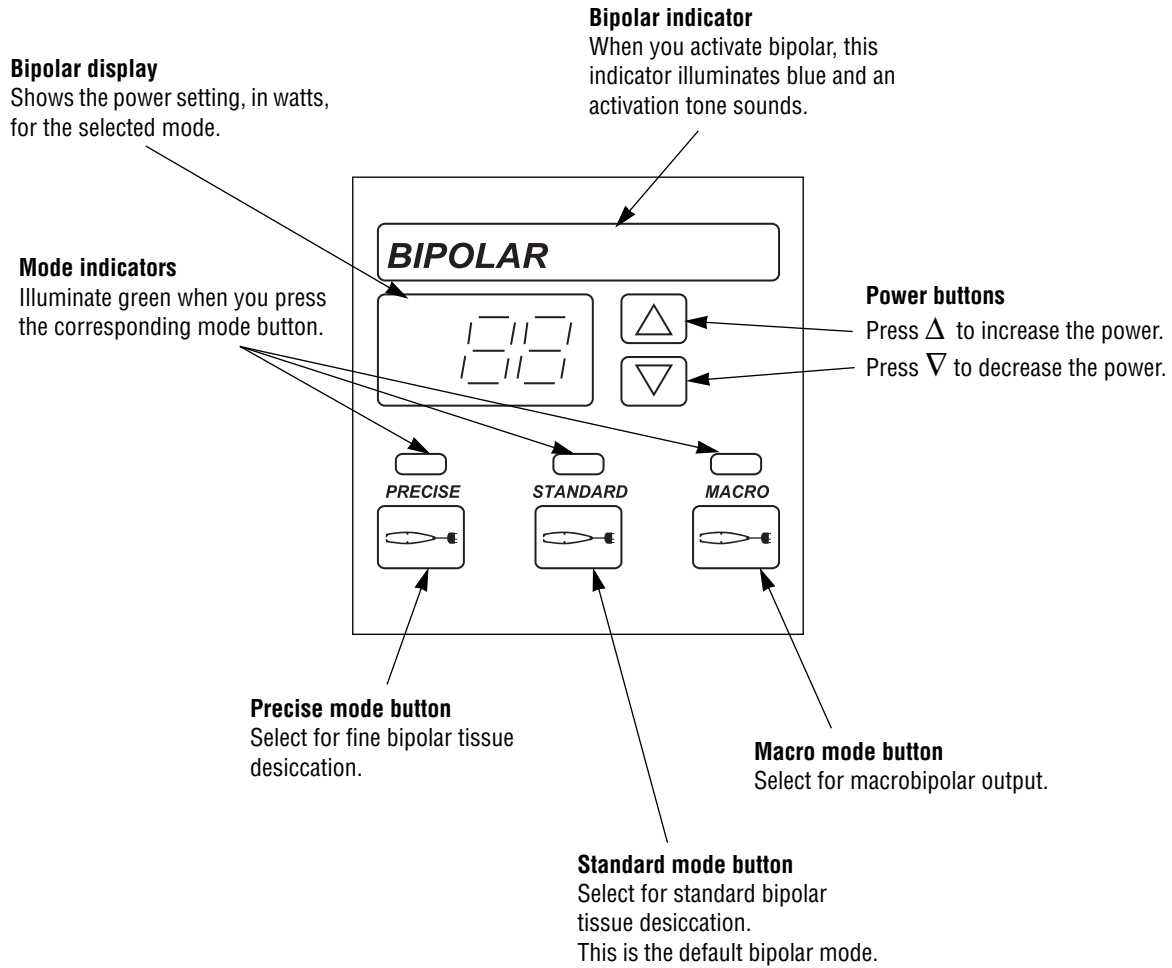 Bipolar indicator
When you activate bipolar, this
indicator illuminates blue and an
activation tone sounds.
Bipolar display
Shows the power setting, in watts,
for the selected mode.
BIPOLAR
Mode indicators
Illuminate green when you press
the corresponding mode button.
88
Power buttons
Press Δ to increase the power.
Press ∇ to decrease the power.
PRECISE STANDARD MACRO
Precise mode button
Select for fine bipolar tissue
desiccation.
Macro mode button
Select for macrobipolar output.
Standard mode button
Select for standard bipolar
tissue desiccation.
This is the default bipolar mode.